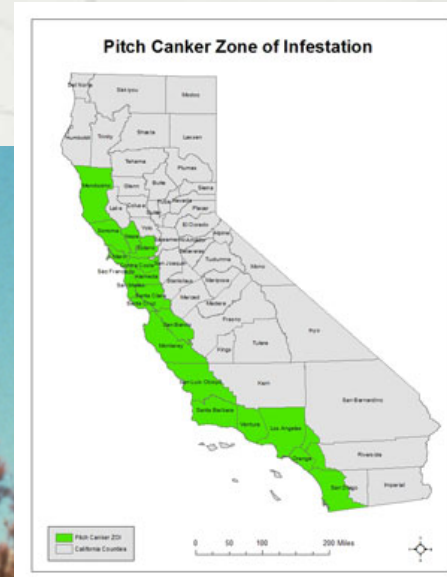 Pitch Canker Zone of Infestation
Del Norte
Siskiyou
Modoc
Humboldt
Trinity
Shasta
Lassen
Tehama
Plumas
Mendocino
Glenn
Butte
Sierra
Lake
Colusa
Nevada
Placer
Sutter
Sonoma
Napa
Yolo
El Dorado
Solano
Sacramento
Amador
Alpine
Calaveras
Contra Costa
San Joaquin
Tuolumne
Mono
San Francisco
Alameda
San Mateo
Stanislaus
Mariposa
Santa Clara
Merced
Madera
Santa Cruz
San Benito
Fresno
Inyo
Monterey
Kings
Tulare
San Luis Obispo
Kern
San Bernardino
Santa Barbara
Ventura
Los Angeles
Orange
Riverside
San Diego
Imperial
Pitch Canker ZOI
California Counties
0 50 100 200 Miles